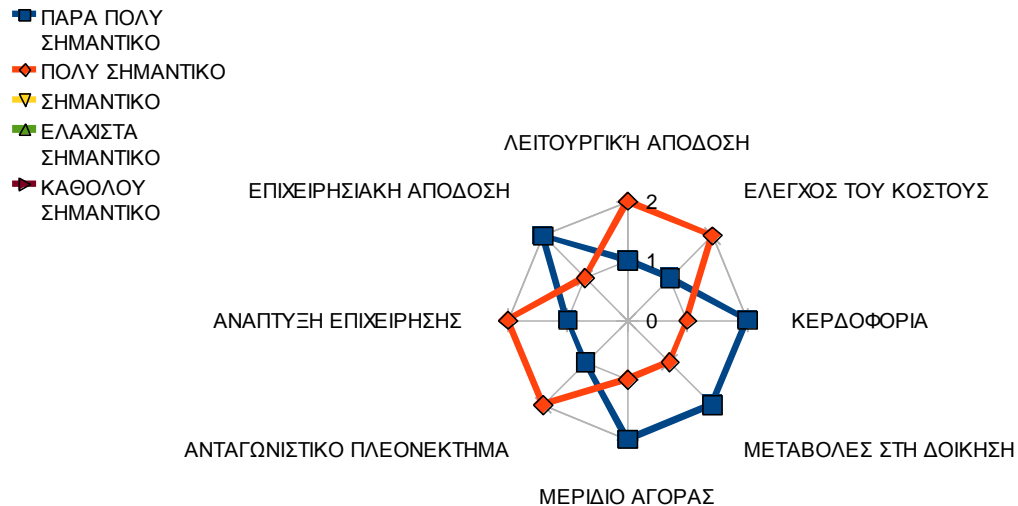 ΠΑΡΑ ΠΟΛΥ
ΣΗΜΑΝΤΙΚΟ
ΠΟΛΥ ΣΗΜΑΝΤΙΚΟ
ΣΗΜΑΝΤΙΚΟ
ΕΛΑΧΙΣΤΑ
ΣΗΜΑΝΤΙΚΟ
ΚΑΘΟΛΟΥ
ΣΗΜΑΝΤΙΚΟ
ΛΕΙΤΟΥΡΓΙΚΉ ΑΠΟΔΟΣΗ
ΕΠΙΧΕΙΡΗΣΙΑΚΗ ΑΠΟΔΟΣΗ
ΕΛΕΓΧΟΣ ΤΟΥ ΚΟΣΤΟΥΣ
2
1
0
ΑΝΑΠΤΥΞΗ ΕΠΙΧΕΙΡΗΣΗΣ
ΚΕΡΔΟΦΟΡΙΑ
ΑΝΤΑΓΩΝΙΣΤΙΚΟ ΠΛΕΟΝΕΚΤΗΜΑ
ΜΕΤΑΒΟΛΕΣ ΣΤΗ ΔΟΙΚΗΣΗ
ΜΕΡΙΔΙΟ ΑΓΟΡΑΣ